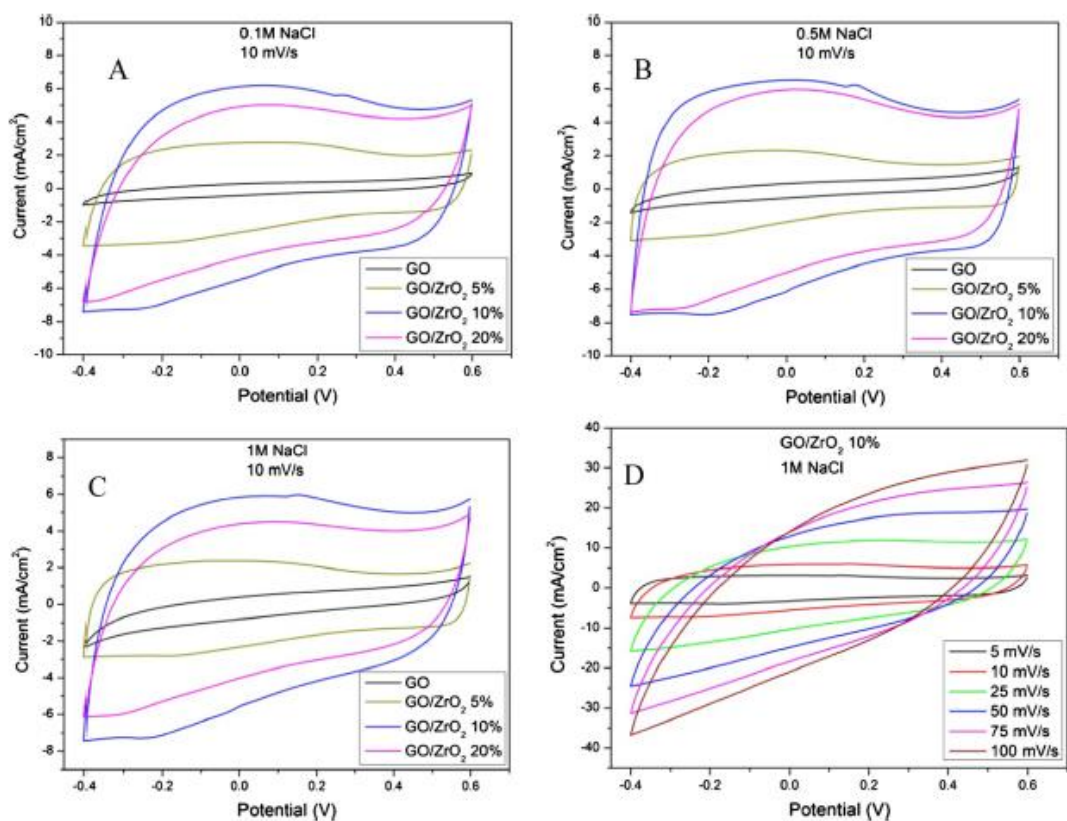 0.1M NaCl
10 mV/s
A
Current (mA/cm²)
10
8
6
4
2
0
-2
-4
-6
-8
-10
GO
GO/ZrO₂ 5%
GO/ZrO₂ 10%
GO/ZrO₂ 20%
-0.4 -0.2 0.0 0.2 0.4 0.6
Potential (V)
0.5M NaCl
10 mV/s
B
Current (mA/cm²)
10
8
6
4
2
0
-2
-4
-6
-8
-10
GO
GO/ZrO₂ 5%
GO/ZrO₂ 10%
GO/ZrO₂ 20%
-0.4 -0.2 0.0 0.2 0.4 0.6
Potential (V)
1M NaCl
10 mV/s
C
Current (mA/cm²)
8
6
4
2
0
-2
-4
-6
-8
GO
GO/ZrO₂ 5%
GO/ZrO₂ 10%
GO/ZrO₂ 20%
-0.4 -0.2 0.0 0.2 0.4 0.6
Potential (V)
GO/ZrO₂ 10%
1M NaCl
D
Current (mA/cm²)
40
30
20
10
0
-10
-20
-30
-40
5 mV/s
10 mV/s
25 mV/s
50 mV/s
75 mV/s
100 mV/s
-0.4 -0.2 0.0 0.2 0.4 0.6
Potential (V)